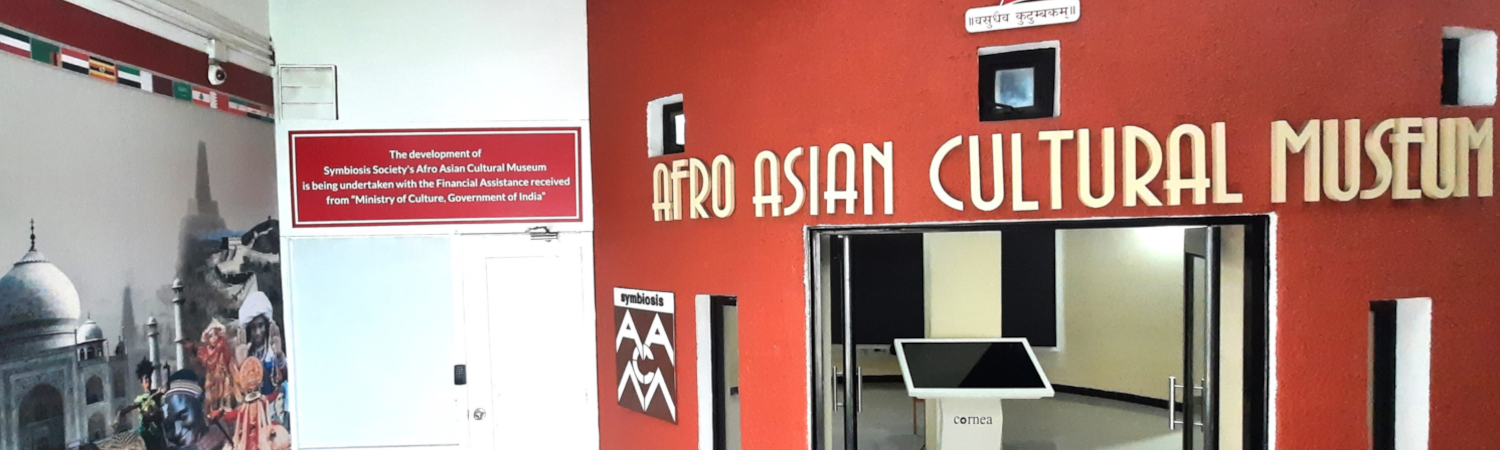 ॥वसुधैव कुटुम्बकम्॥
The development of
Symbiosis Society's Afro Asian Cultural Museum
is being undertaken with the Financial Assistance received
from "Ministry of Culture, Government of India"
AFRO ASIAN CULTURAL MUSEUM
symbiosis
AA
C
M
cornea